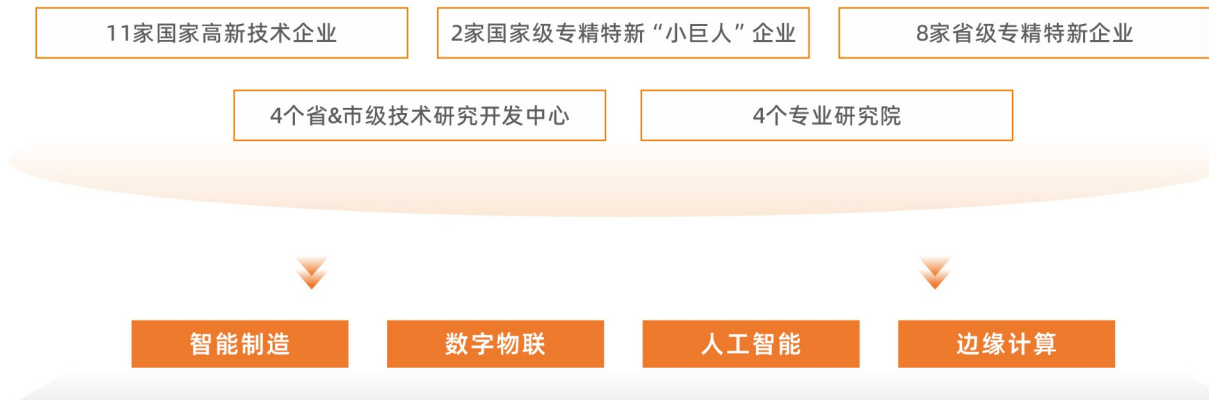 11家国家高新技术企业
2家国家级专精特新“小巨人”企业
8家省级专精特新企业
4个省&市级技术研究开发中心
4个专业研究院
智能制造
数字物联
人工智能
边缘计算